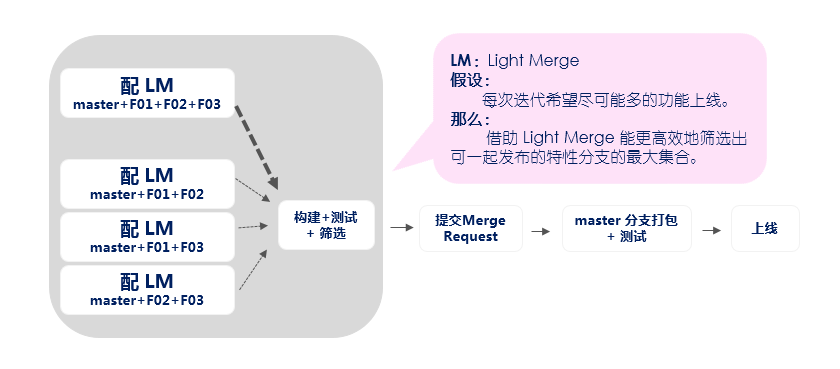 配 LM
master+F01+F02+F03
配 LM
master+F01+F02
配 LM
master+F01+F03
配 LM
master+F02+F03
构建+测试
+ 筛选
LM：Light Merge
假设：
每次迭代希望尽可能多的功能上线。
那么：
借助 Light Merge 能更高效地筛选出
可一起发布的特性分支的最大集合。
提交Merge
Request
master 分支打包
+ 测试
上线